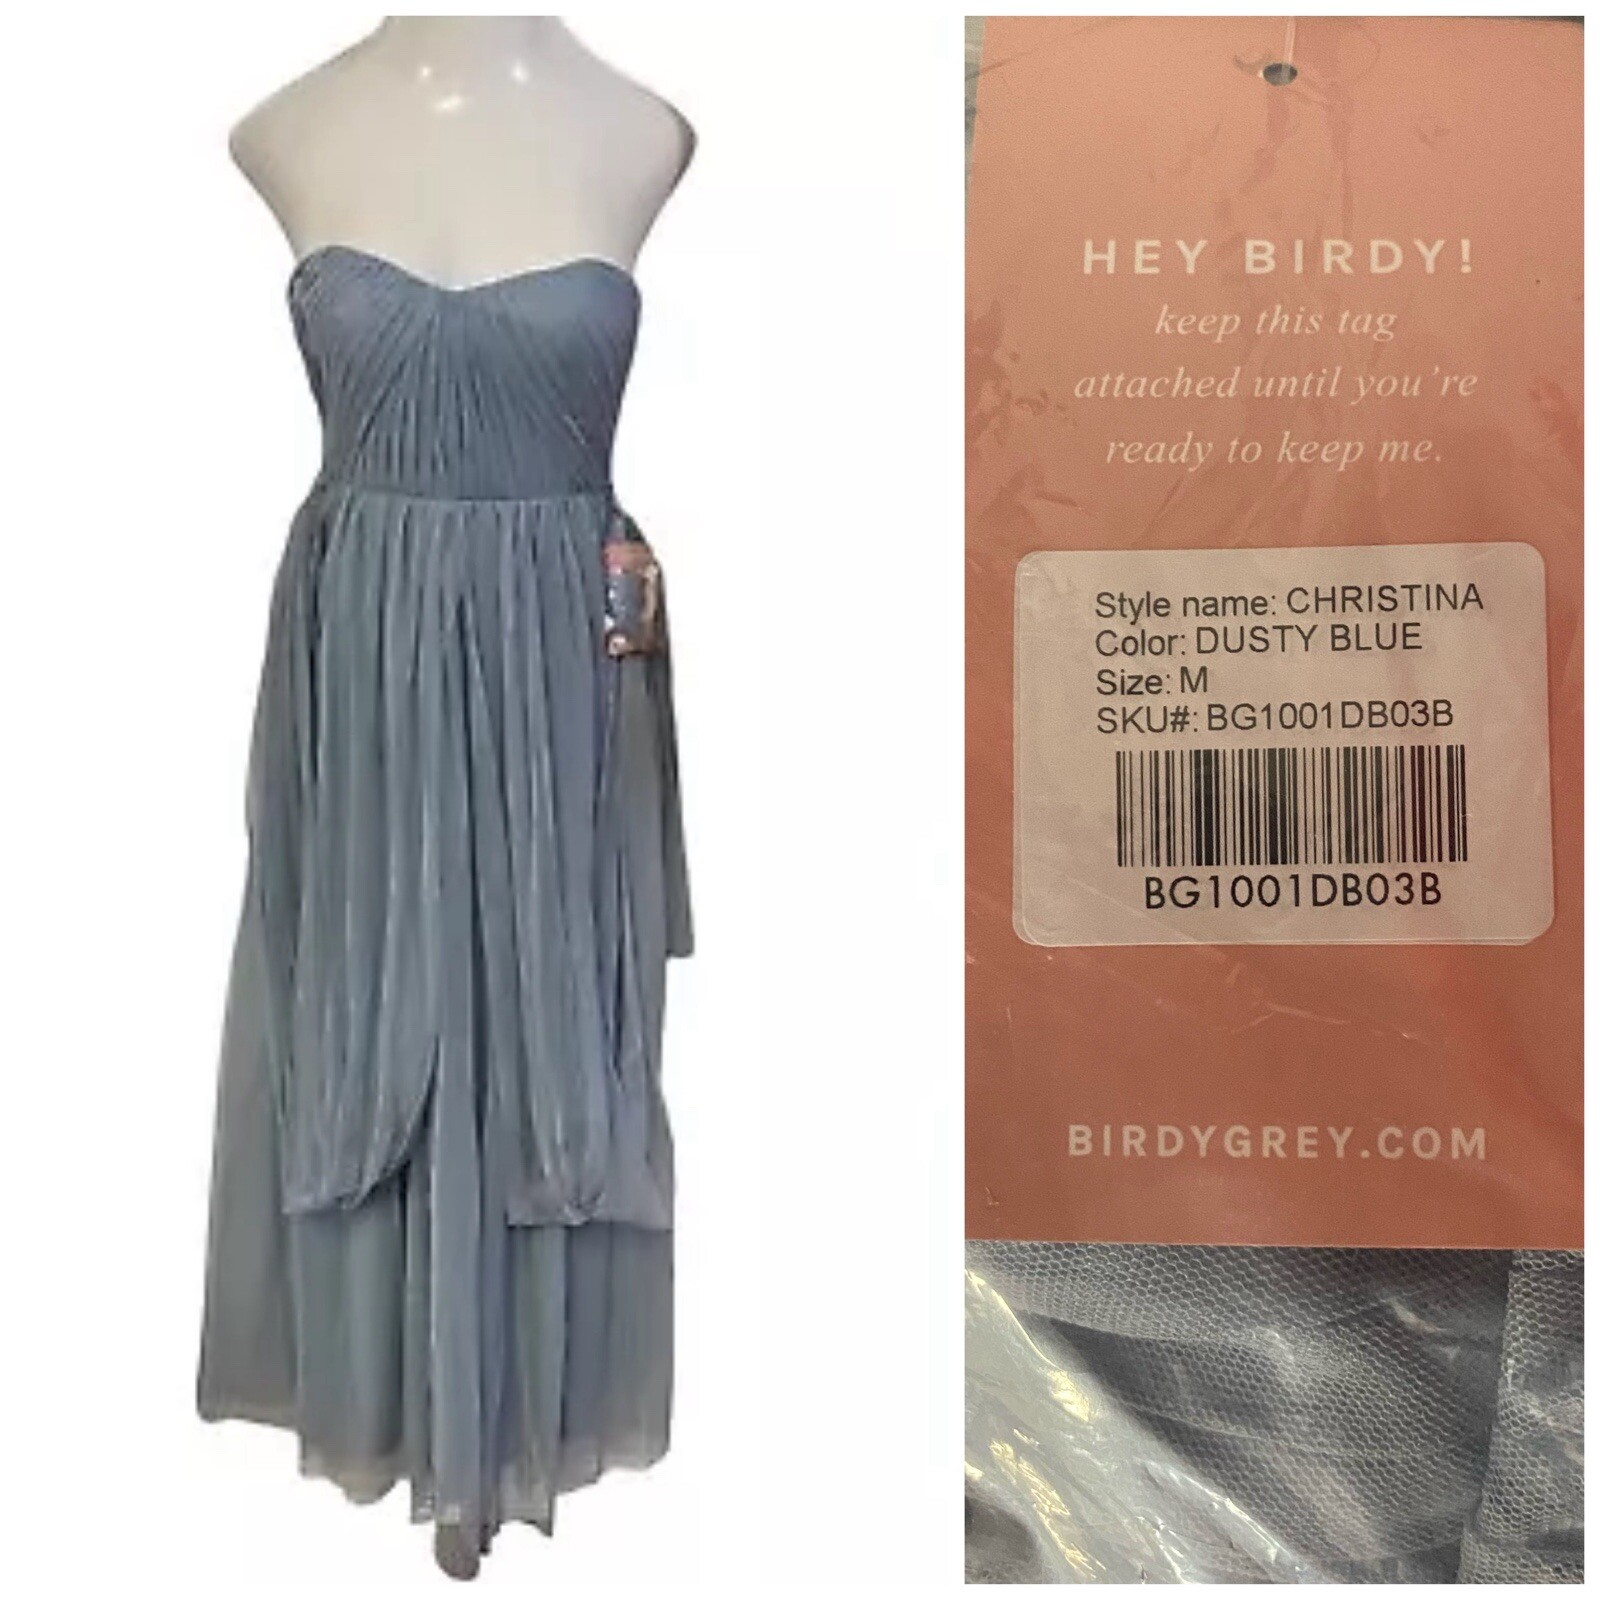 HEY BIRDY!
keep this tag
attached until you're
ready to keep me.
Style name: CHRISTINA
Color: DUSTY BLUE
Size: M
SKU#: BG1001DB03B
BG1001DB03B
BIRDYGREY.COM